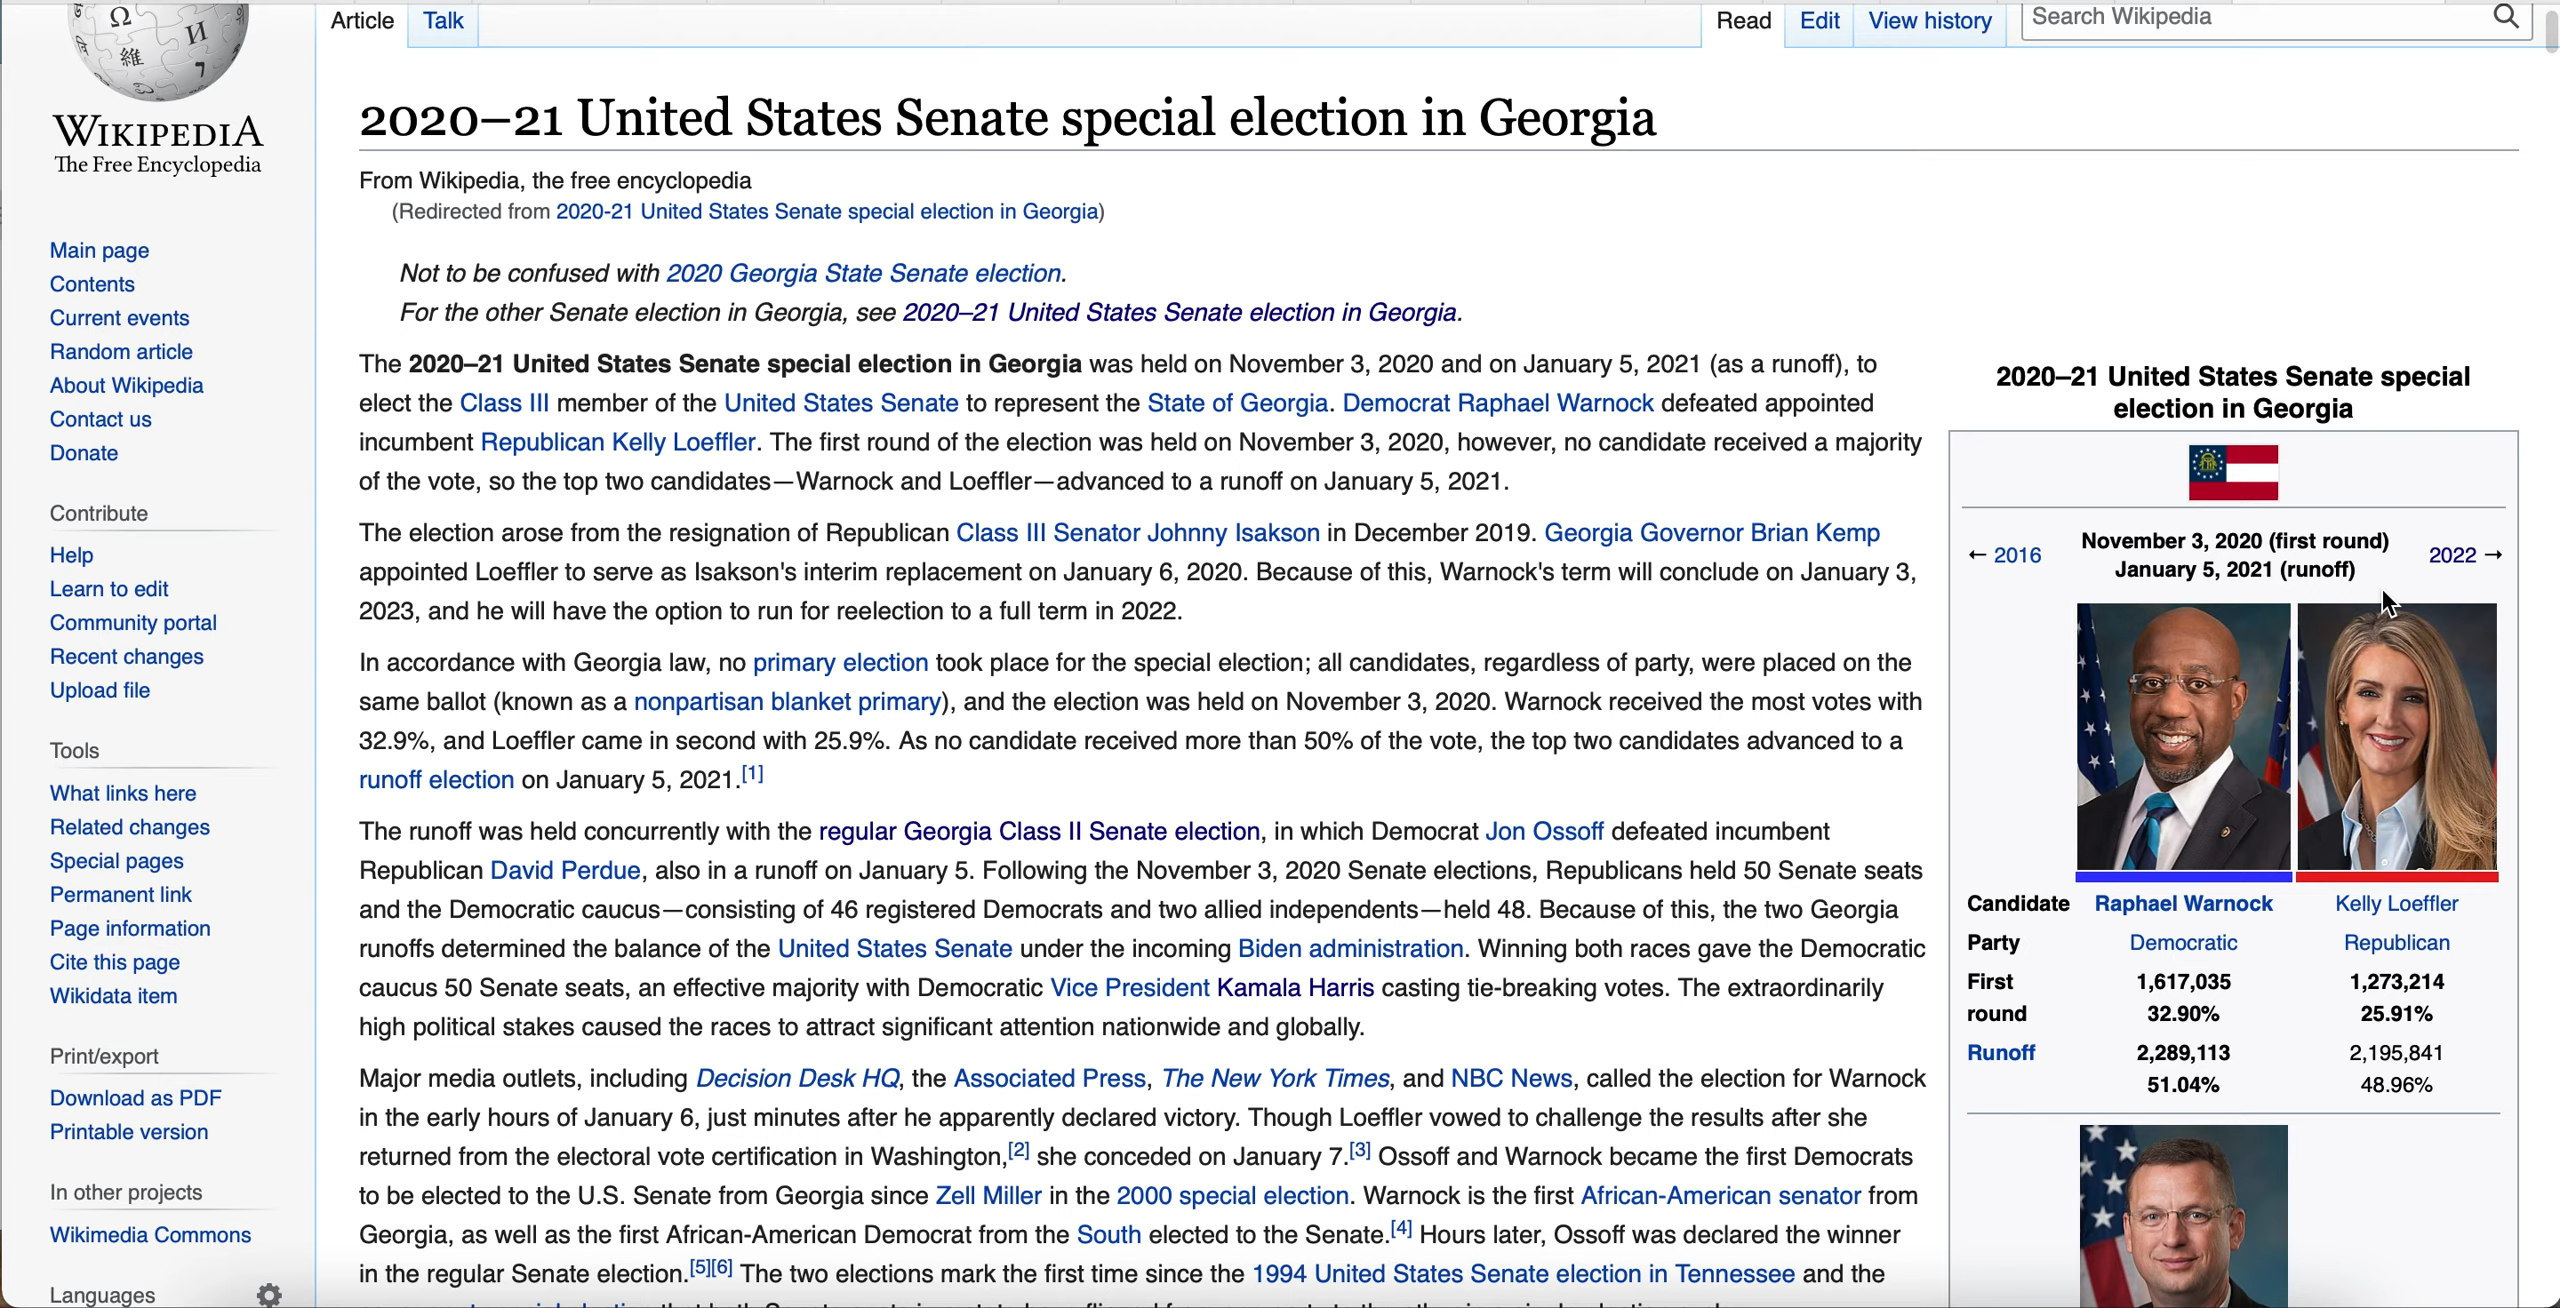 Article
Talk
Read
Edit
View history
Search Wikipedia
Ω
И
維
WIKIPEDIA
The Free Encyclopedia
Main page
Contents
Current events
Random article
About Wikipedia
Contact us
Donate
Contribute
Help
Learn to edit
Community portal
Recent changes
Upload file
Tools
What links here
Related changes
Special pages
Permanent link
Page information
Cite this page
Wikidata item
Print/export
Download as PDF
Printable version
In other projects
Wikimedia Commons
Languages
2020–21 United States Senate special election in Georgia
From Wikipedia, the free encyclopedia
(Redirected from 2020-21 United States Senate special election in Georgia)
Not to be confused with 2020 Georgia State Senate election.
For the other Senate election in Georgia, see 2020–21 United States Senate election in Georgia.
The 2020–21 United States Senate special election in Georgia was held on November 3, 2020 and on January 5, 2021 (as a runoff), to
elect the Class III member of the United States Senate to represent the State of Georgia. Democrat Raphael Warnock defeated appointed
incumbent Republican Kelly Loeffler. The first round of the election was held on November 3, 2020, however, no candidate received a majority
of the vote, so the top two candidates—Warnock and Loeffler—advanced to a runoff on January 5, 2021.
The election arose from the resignation of Republican Class III Senator Johnny Isakson in December 2019. Georgia Governor Brian Kemp
appointed Loeffler to serve as Isakson's interim replacement on January 6, 2020. Because of this, Warnock's term will conclude on January 3,
2023, and he will have the option to run for reelection to a full term in 2022.
In accordance with Georgia law, no primary election took place for the special election; all candidates, regardless of party, were placed on the
same ballot (known as a nonpartisan blanket primary), and the election was held on November 3, 2020. Warnock received the most votes with
32.9%, and Loeffler came in second with 25.9%. As no candidate received more than 50% of the vote, the top two candidates advanced to a
runoff election on January 5, 2021.[1]
The runoff was held concurrently with the regular Georgia Class II Senate election, in which Democrat Jon Ossoff defeated incumbent
Republican David Perdue, also in a runoff on January 5. Following the November 3, 2020 Senate elections, Republicans held 50 Senate seats
and the Democratic caucus—consisting of 46 registered Democrats and two allied independents—held 48. Because of this, the two Georgia
runoffs determined the balance of the United States Senate under the incoming Biden administration. Winning both races gave the Democratic
caucus 50 Senate seats, an effective majority with Democratic Vice President Kamala Harris casting tie-breaking votes. The extraordinarily
high political stakes caused the races to attract significant attention nationwide and globally.
Major media outlets, including Decision Desk HQ, the Associated Press, The New York Times, and NBC News, called the election for Warnock
in the early hours of January 6, just minutes after he apparently declared victory. Though Loeffler vowed to challenge the results after she
returned from the electoral vote certification in Washington,[2] she conceded on January 7.[3] Ossoff and Warnock became the first Democrats
to be elected to the U.S. Senate from Georgia since Zell Miller in the 2000 special election. Warnock is the first African-American senator from
Georgia, as well as the first African-American Democrat from the South elected to the Senate.[4] Hours later, Ossoff was declared the winner
in the regular Senate election.[5][6] The two elections mark the first time since the 1994 United States Senate election in Tennessee and the
2020–21 United States Senate special
election in Georgia
← 2016
November 3, 2020 (first round)
January 5, 2021 (runoff)
2022 →
Candidate Raphael Warnock Kelly Loeffler
Party Democratic Republican
First 1,617,035 1,273,214
round 32.90% 25.91%
Runoff 2,289,113 2,195,841
51.04% 48.96%